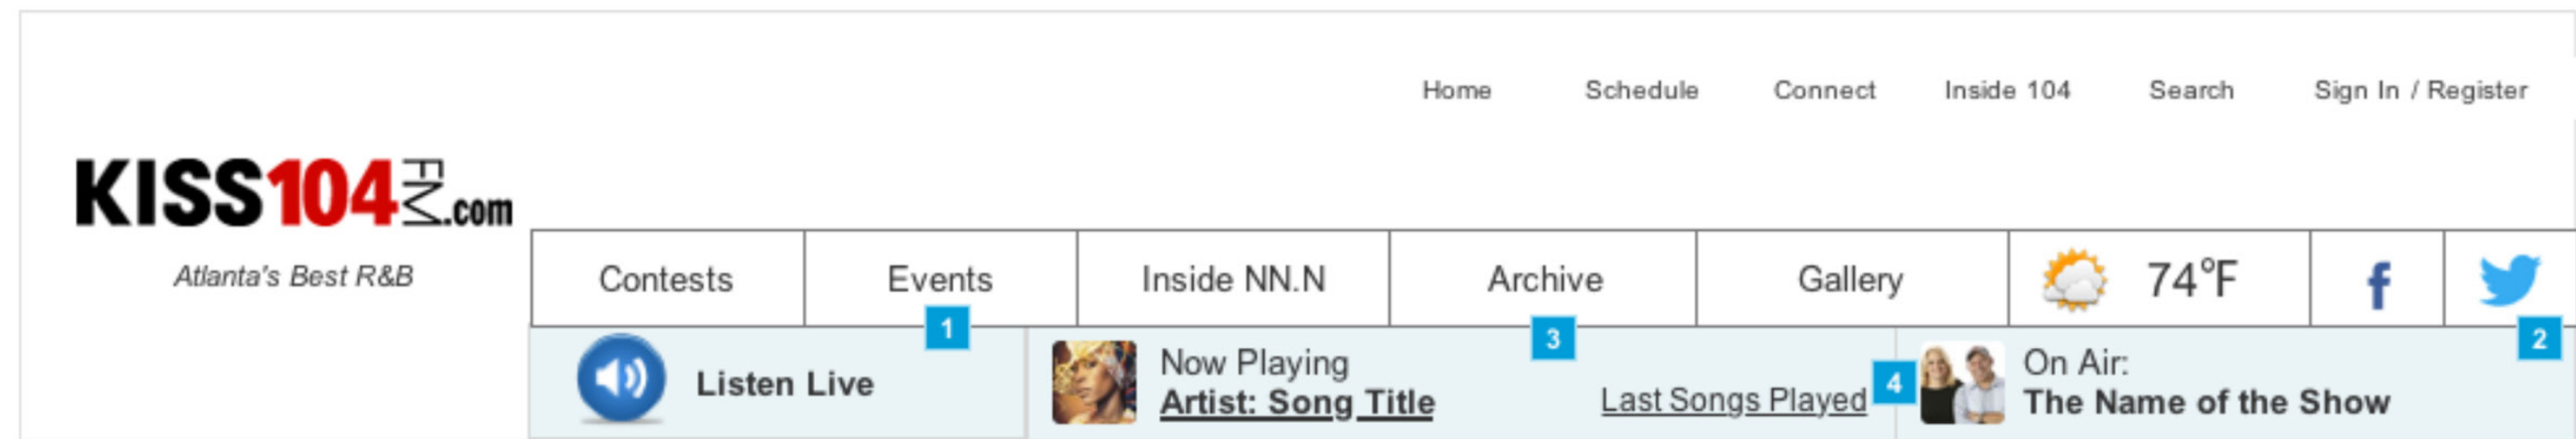 Home Schedule Connect Inside 104 Search Sign In / Register
KISS104FM.com
Atlanta's Best R&B
Contests Events Inside NN.N Archive Gallery 74°F f
1 3 2
Listen Live
Now Playing
Artist: Song Title
Last Songs Played
4
On Air:
The Name of the Show